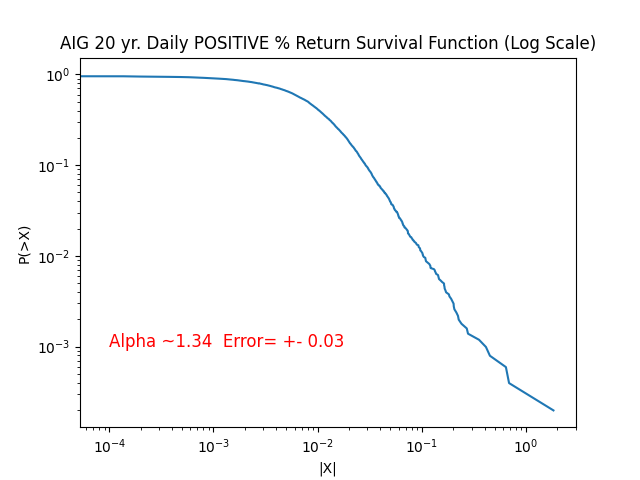 AIG 20 yr. Daily POSITIVE % Return Survival Function (Log Scale)
10⁰
10⁻¹
10⁻²
10⁻³
P(>X)
Alpha ~1.34  Error= +- 0.03
10⁻⁴ 10⁻³ 10⁻² 10⁻¹ 10⁰
|X|